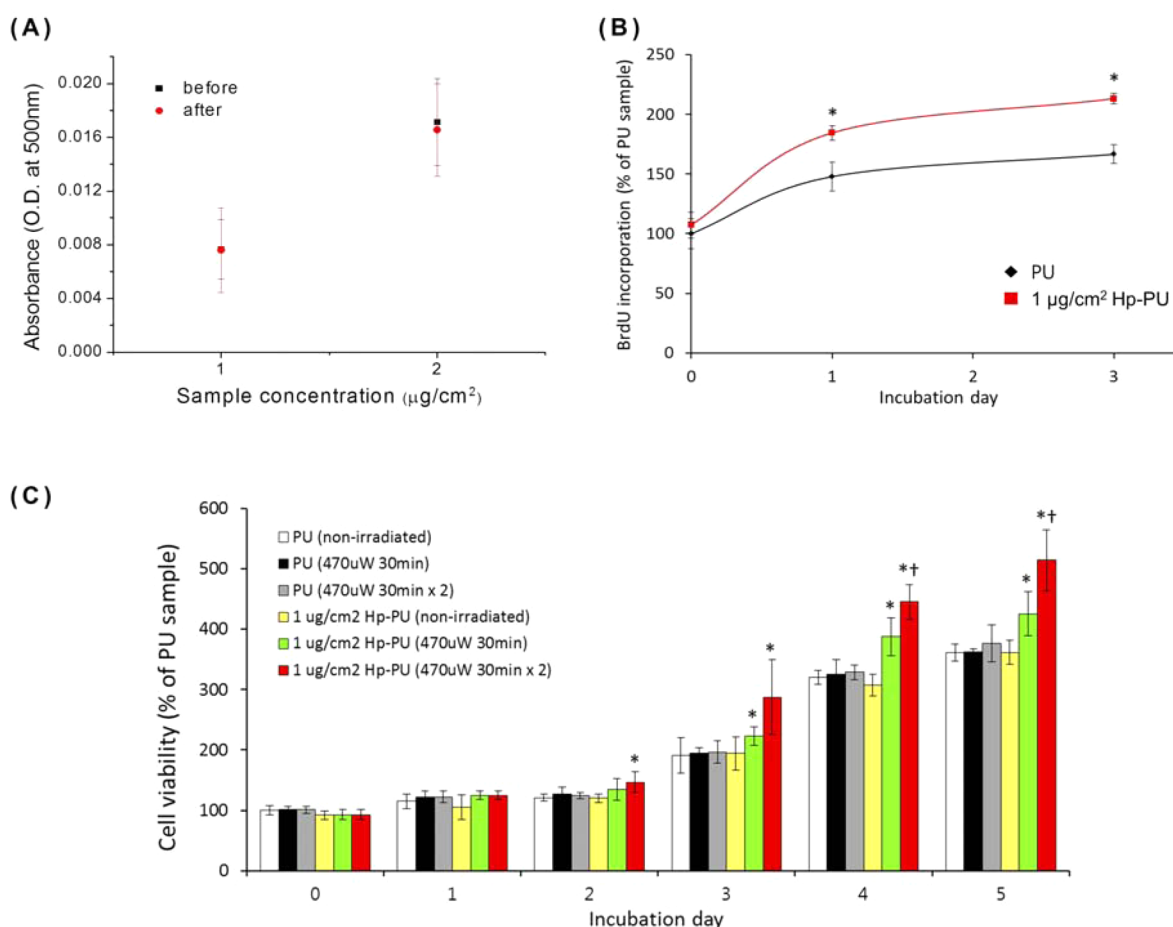 (A)
0.020
0.016
0.012
0.008
0.004
0.000
before
after
1
2
Absorbance (O.D. at 500nm)
Sample concentration (μg/cm²)
(B)
250
200
150
100
50
0
*
*
PU
1 μg/cm² Hp-PU
0
1
2
3
BrdU incorporation (% of PU sample)
Incubation day
(C)
600
500
400
300
200
100
0
PU (non-irradiated)
PU (470uW 30min)
PU (470uW 30min x 2)
1 ug/cm2 Hp-PU (non-irradiated)
1 ug/cm2 Hp-PU (470uW 30min)
1 ug/cm2 Hp-PU (470uW 30min x 2)
*
*
*
*
*†
*
*†
0
1
2
3
4
5
Cell viability (% of PU sample)
Incubation day